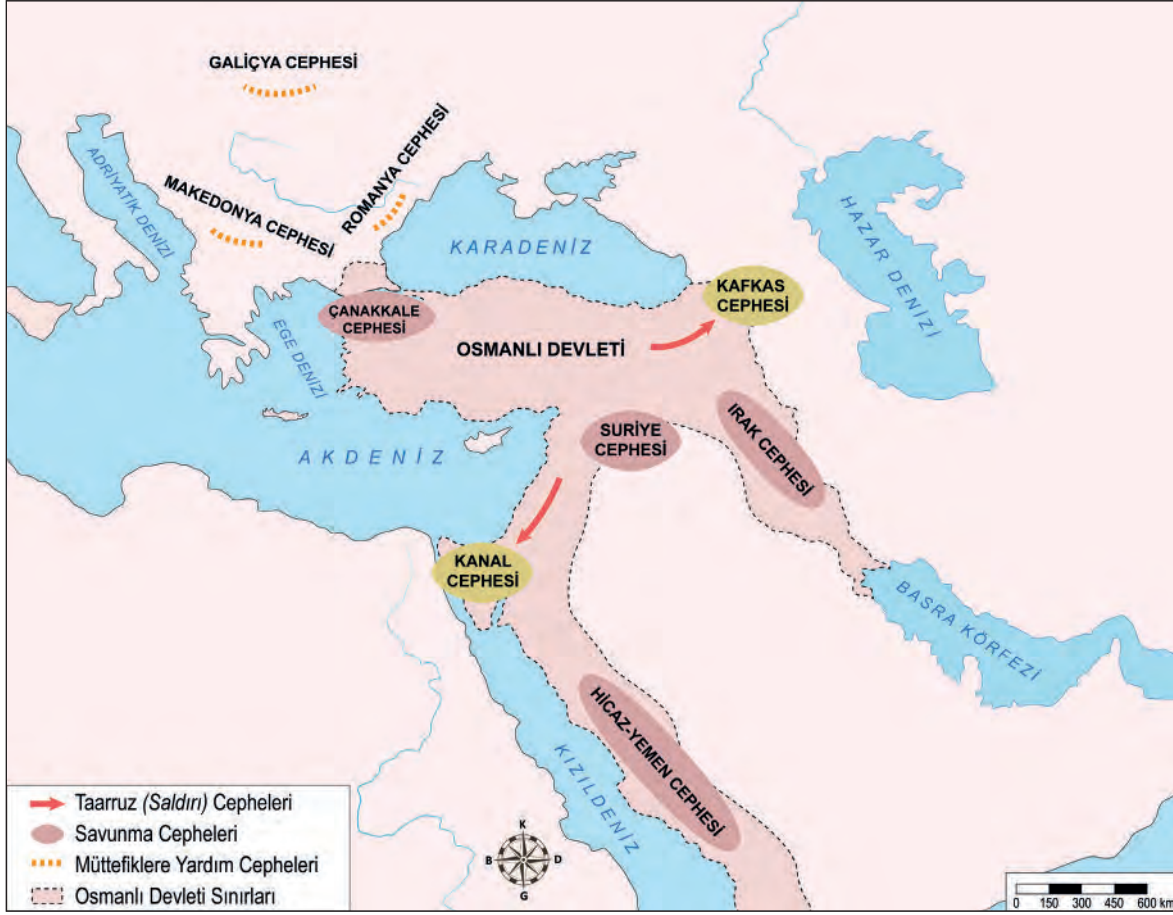 GALİÇYA CEPHESİ
ADRİYATİK DENİZİ
MAKEDONYA CEPHESİ
ROMANYA CEPHESİ
KARADENİZ
HAZAR DENİZİ
KAFKAS
CEPHESİ
ÇANAKKALE
CEPHESİ
EGE DENİZİ
OSMANLI DEVLETİ
SURİYE
CEPHESİ
IRAK CEPHESİ
AKDENİZ
KANAL
CEPHESİ
BASRA KÖRFEZİ
HİCAZ-YEMEN CEPHESİ
KIZILDENİZ
Taarruz (Saldırı) Cepheleri
Savunma Cepheleri
Müttefiklere Yardım Cepheleri
Osmanlı Devleti Sınırları
K
B
D
G
0 150 300 450 600 km